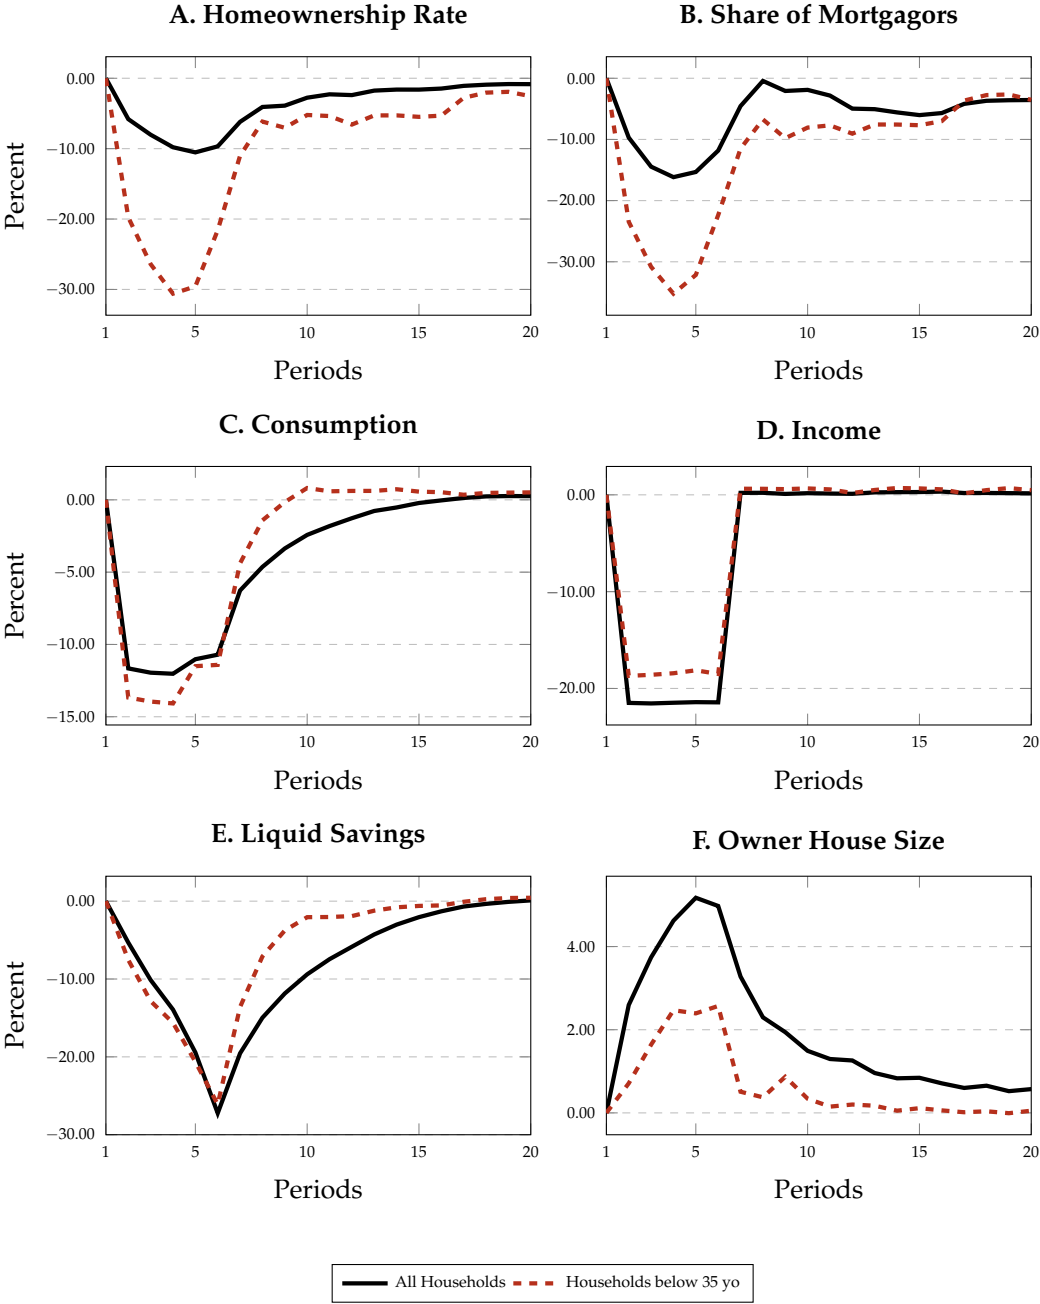 A. Homeownership Rate
B. Share of Mortgagors
0.00
−10.00
−20.00
−30.00
Percent
1 5 10 15 20
Periods
0.00
−10.00
−20.00
−30.00
1 5 10 15 20
Periods
C. Consumption
D. Income
0.00
−5.00
−10.00
−15.00
Percent
1 5 10 15 20
Periods
0.00
−10.00
−20.00
1 5 10 15 20
Periods
E. Liquid Savings
F. Owner House Size
0.00
−10.00
−20.00
−30.00
Percent
1 5 10 15 20
Periods
4.00
2.00
0.00
1 5 10 15 20
Periods
All Households Households below 35 yo